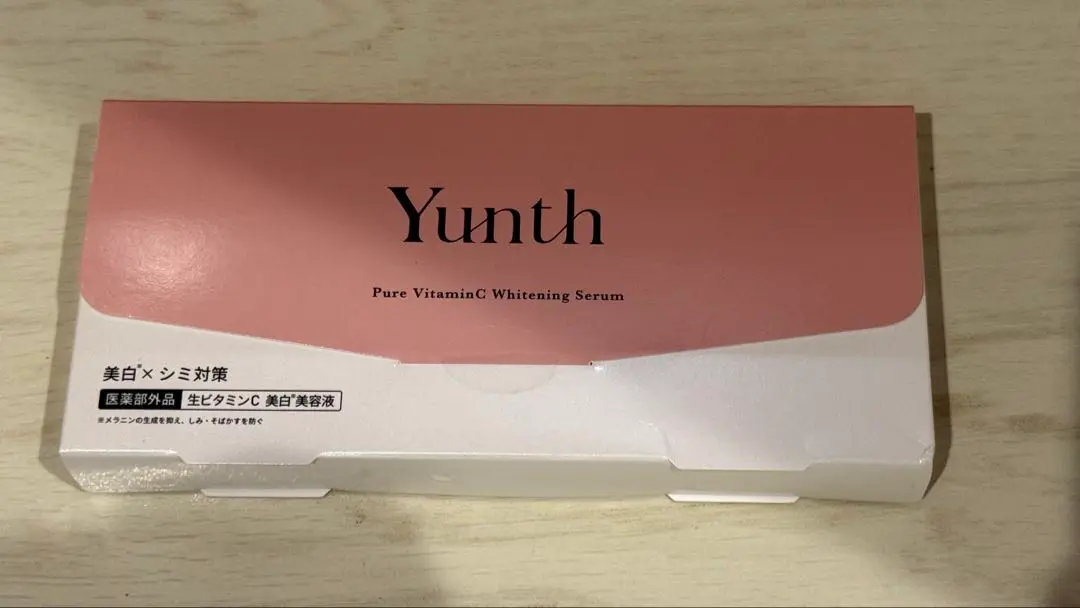 Yunth
Pure VitaminC Whitening Serum
美白※× シミ対策
医薬部外品 生ビタミンC 美白※美容液
※メラニンの生成を抑え、しみ・そばかすを防ぐ